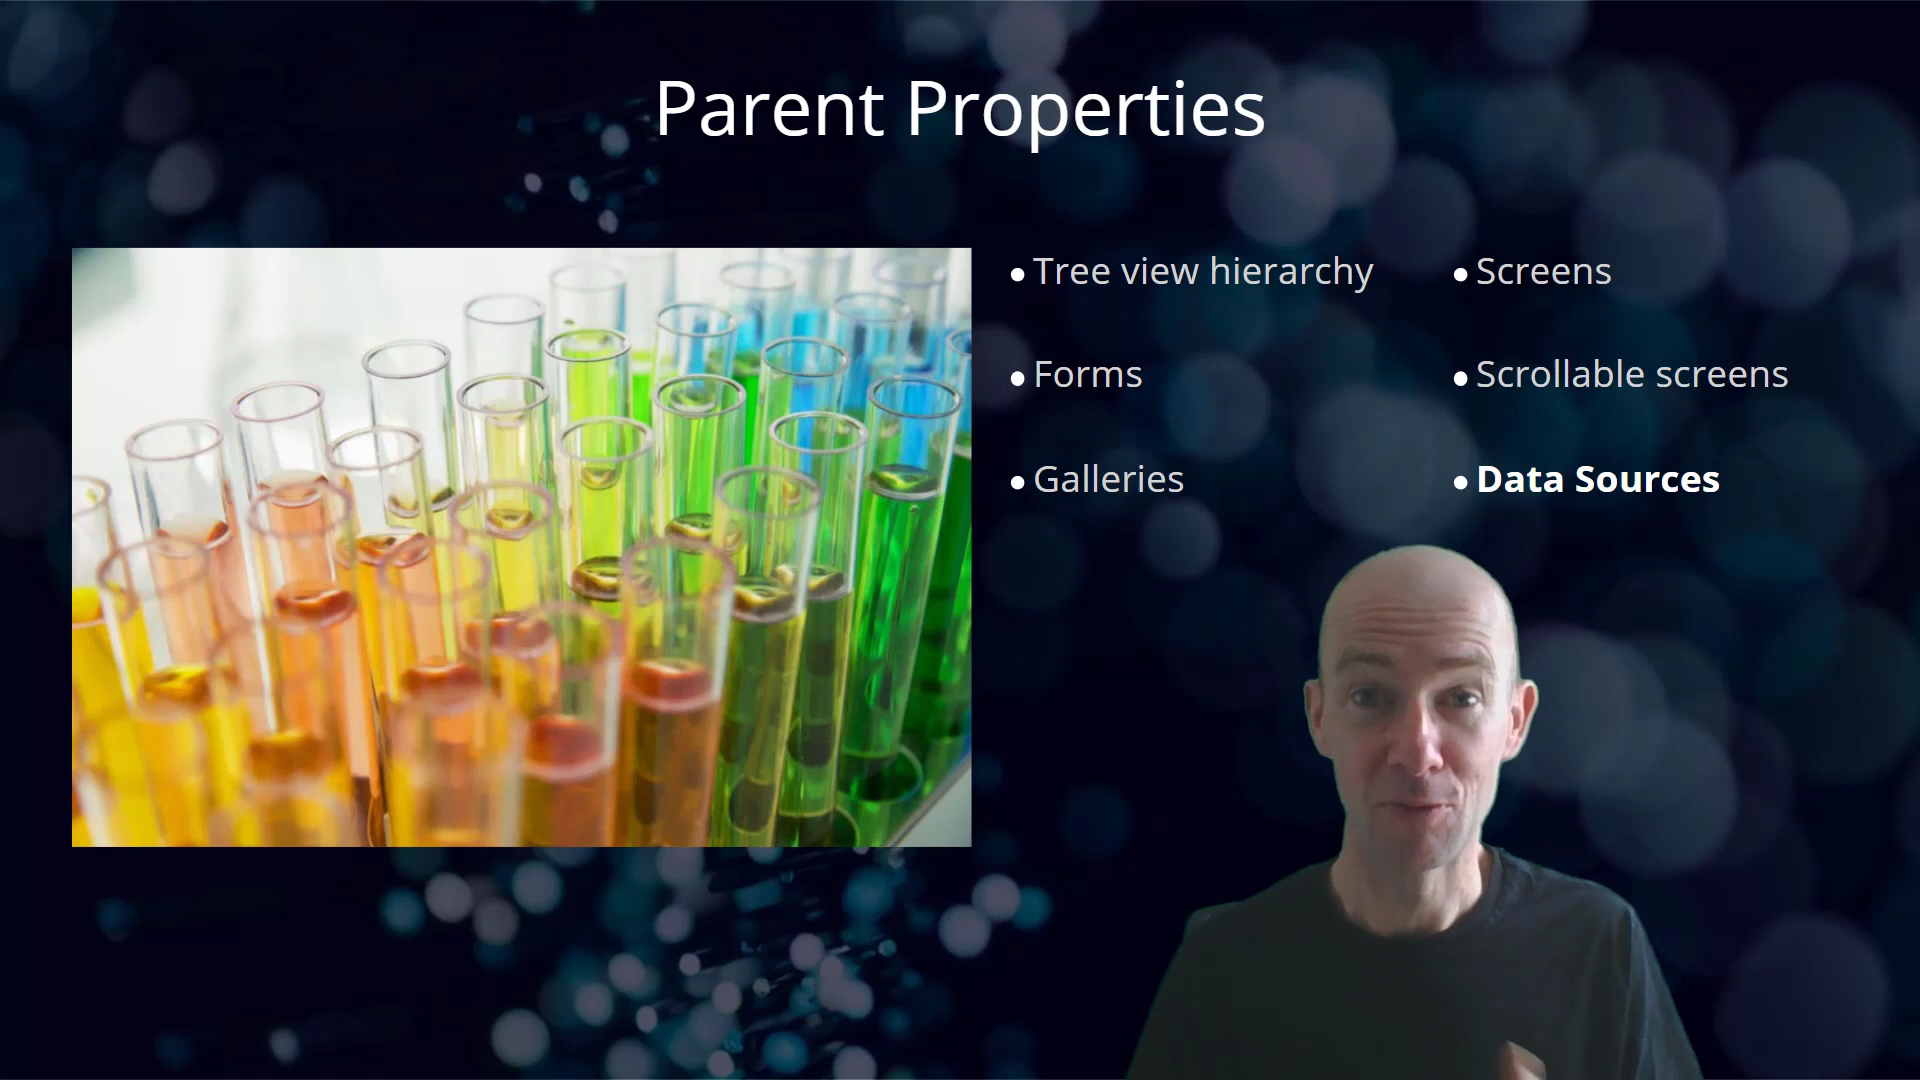 Parent Properties
• Tree view hierarchy
• Forms
• Galleries
• Screens
• Scrollable screens
• Data Sources